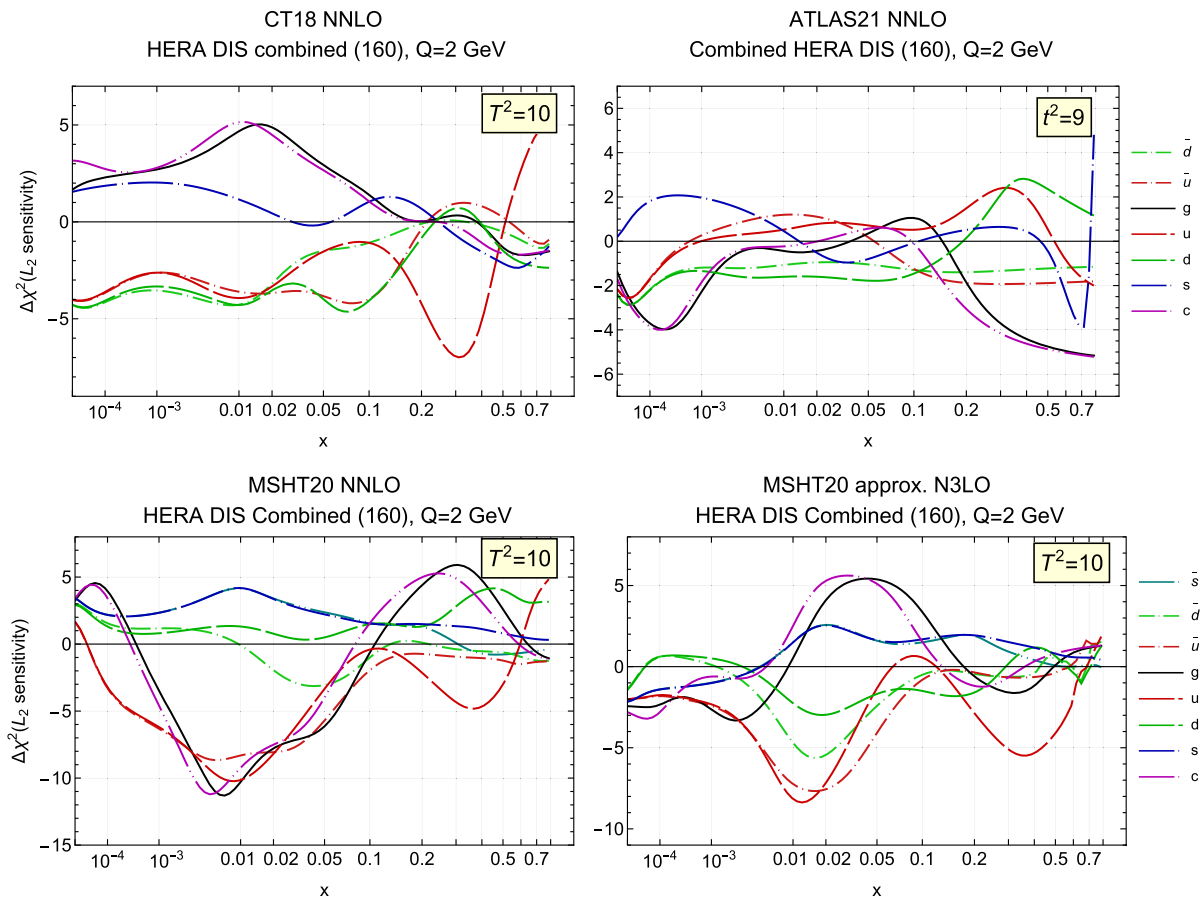 CT18 NNLO
HERA DIS combined (160), Q=2 GeV
T²=10
Δχ²(L₂ sensitivity)
5
0
−5
10⁻⁴ 10⁻³ 0.01 0.05 0.1 0.2 0.5 0.7
x
ATLAS21 NNLO
Combined HERA DIS (160), Q=2 GeV
t²=9
6
4
2
0
−2
−4
−6
10⁻⁴ 10⁻³ 0.01 0.02 0.05 0.1 0.2 0.5 0.7
x
d̄
ū
g
u
d
s
c
MSHT20 NNLO
HERA DIS Combined (160), Q=2 GeV
T²=10
Δχ²(L₂ sensitivity)
5
0
−5
−10
−15
10⁻⁴ 10⁻³ 0.01 0.02 0.05 0.1 0.2 0.5 0.7
x
MSHT20 approx. N3LO
HERA DIS Combined (160), Q=2 GeV
T²=10
5
0
−5
−10
10⁻⁴ 10⁻³ 0.01 0.02 0.05 0.1 0.2 0.5 0.7
x
s̄
d̄
ū
g
u
d
s
c